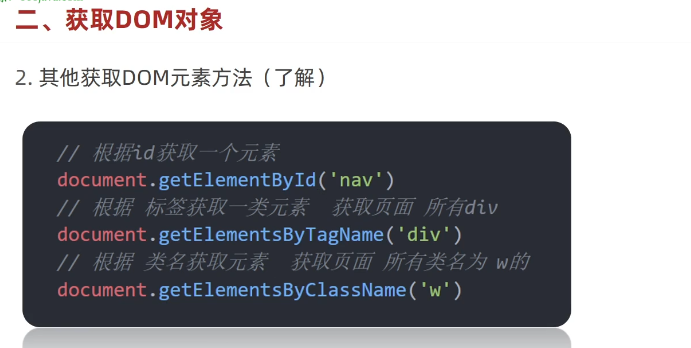 二、获取DOM对象
2. 其他获取DOM元素方法（了解）
// 根据id获取一个元素
document.getElementById('nav')
// 根据 标签获取一类元素  获取页面 所有div
document.getElementsByTagName('div')
// 根据 类名获取元素  获取页面 所有类名为 w的
document.getElementsByClassName('w')